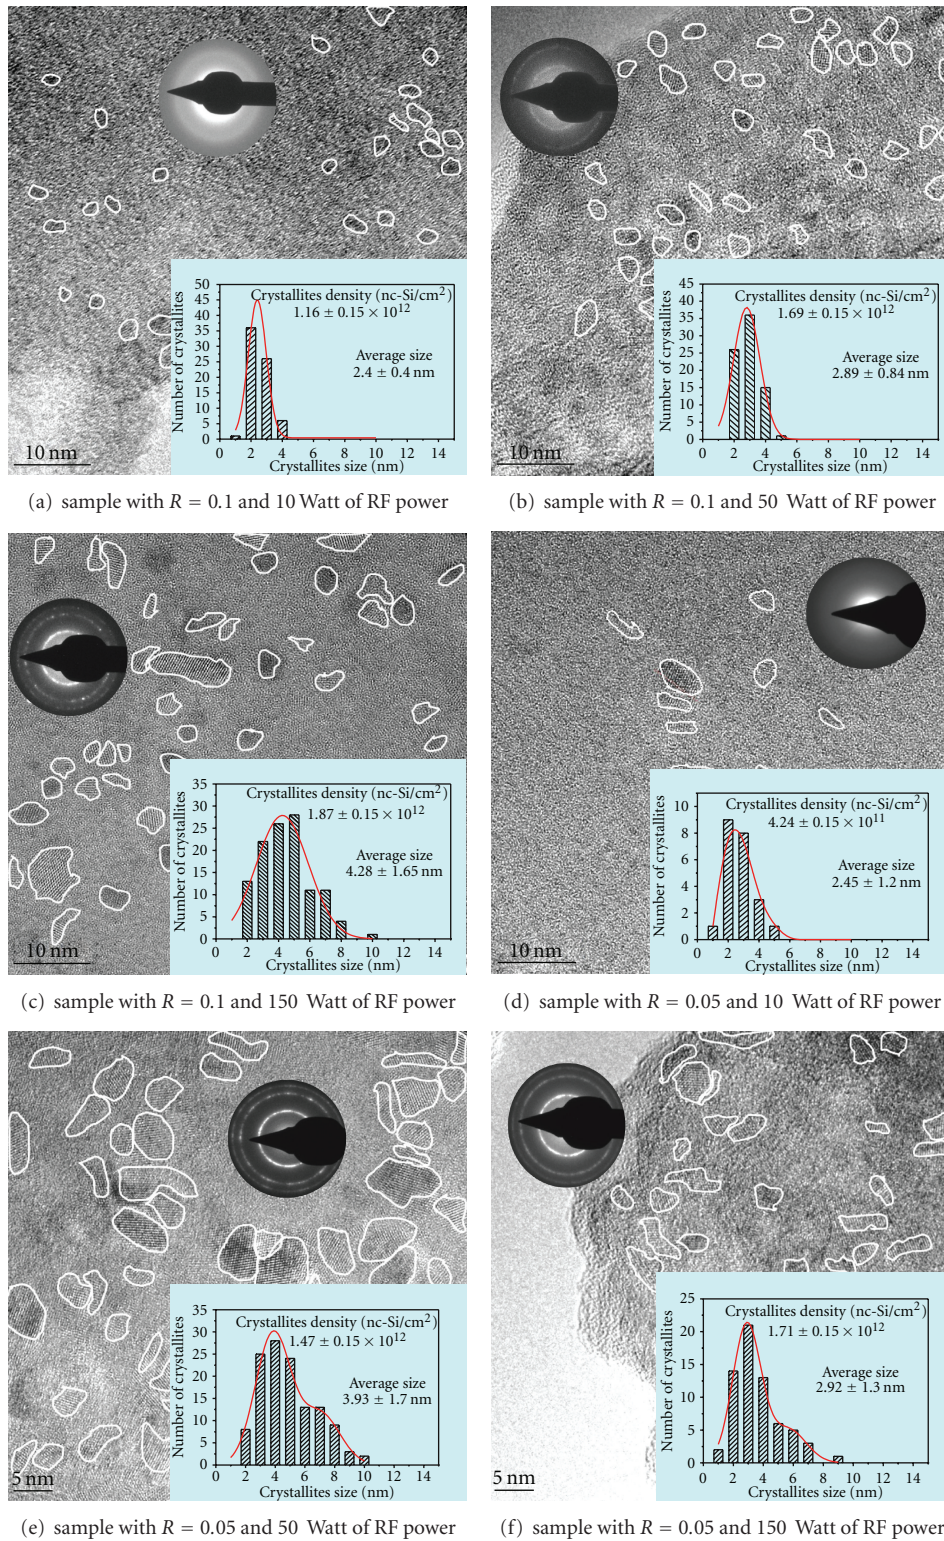 50
45
40
35
30
25
20
15
10
5
0
Number of crystallites
Crystallites density (nc-Si/cm²)
1.16 ± 0.15 × 10¹²
Average size
2.4 ± 0.4 nm
0 2 4 6 8 10 12 14
Crystallites size (nm)
10 nm
(a) sample with R = 0.1 and 10 Watt of RF power
45
40
35
30
25
20
15
10
5
0
Number of crystallites
Crystallites density (nc-Si/cm²)
1.69 ± 0.15 × 10¹²
Average size
2.89 ± 0.84 nm
0 2 4 6 8 10 12 14
Crystallites size (nm)
10 nm
(b) sample with R = 0.1 and 50 Watt of RF power
35
30
25
20
15
10
5
0
Number of crystallites
Crystallites density (nc-Si/cm²)
1.87 ± 0.15 × 10¹²
Average size
4.28 ± 1.65 nm
0 2 4 6 8 10 12 14
Crystallites size (nm)
10 nm
(c) sample with R = 0.1 and 150 Watt of RF power
10
8
6
4
2
0
Number of crystallites
Crystallites density (nc-Si/cm²)
4.24 ± 0.15 × 10¹¹
Average size
2.45 ± 1.2 nm
0 2 4 6 8 10 12 14
Crystallites size (nm)
10 nm
(d) sample with R = 0.05 and 10 Watt of RF power
35
30
25
20
15
10
5
0
Number of crystallites
Crystallites density (nc-Si/cm²)
1.47 ± 0.15 × 10¹²
Average size
3.93 ± 1.7 nm
0 2 4 6 8 10 12 14
Crystallites size (nm)
5 nm
(e) sample with R = 0.05 and 50 Watt of RF power
25
20
15
10
5
0
Number of crystallites
Crystallites density (nc-Si/cm²)
1.71 ± 0.15 × 10¹²
Average size
2.92 ± 1.3 nm
0 2 4 6 8 10 12 14
Crystallites size (nm)
5 nm
(f) sample with R = 0.05 and 150 Watt of RF power